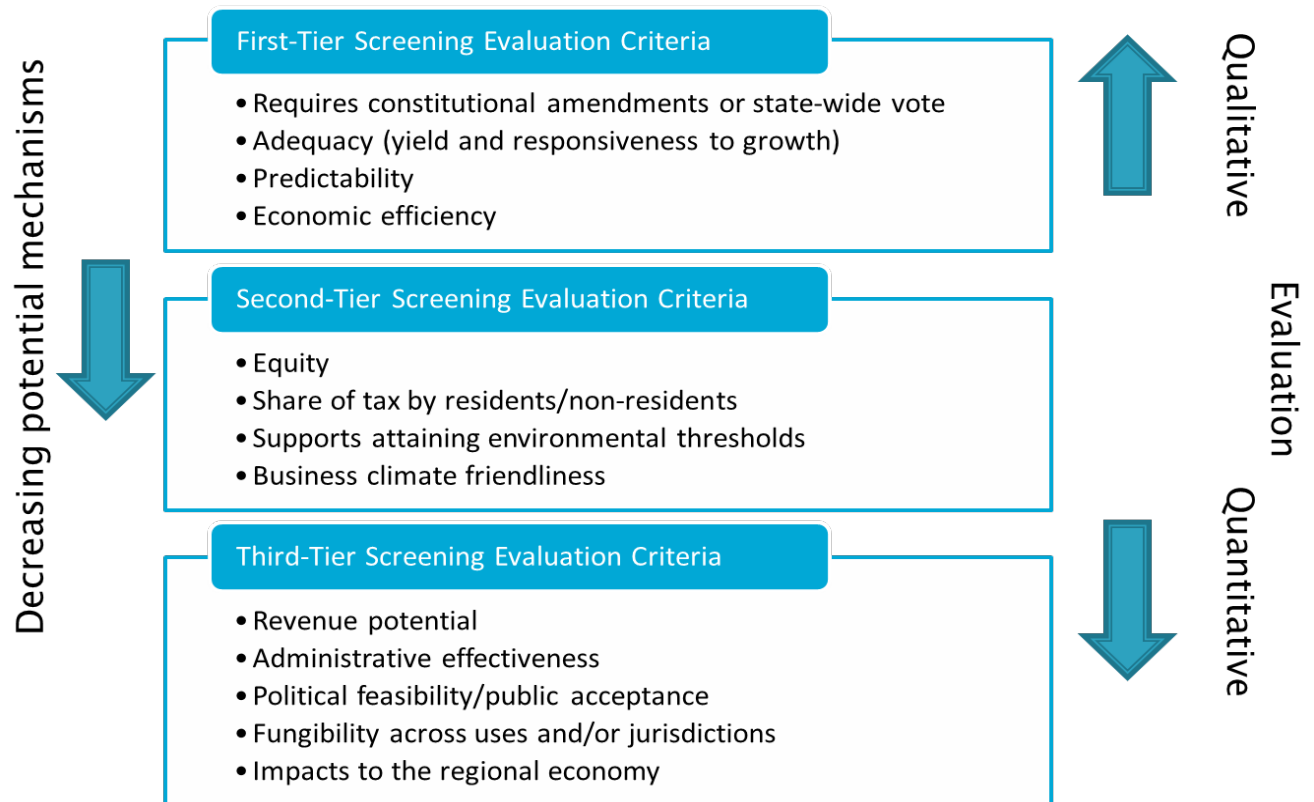 First-Tier Screening Evaluation Criteria
• Requires constitutional amendments or state-wide vote
• Adequacy (yield and responsiveness to growth)
• Predictability
• Economic efficiency
Second-Tier Screening Evaluation Criteria
• Equity
• Share of tax by residents/non-residents
• Supports attaining environmental thresholds
• Business climate friendliness
Third-Tier Screening Evaluation Criteria
• Revenue potential
• Administrative effectiveness
• Political feasibility/public acceptance
• Fungibility across uses and/or jurisdictions
• Impacts to the regional economy
Decreasing potential mechanisms
Qualitative
Evaluation
Quantitative